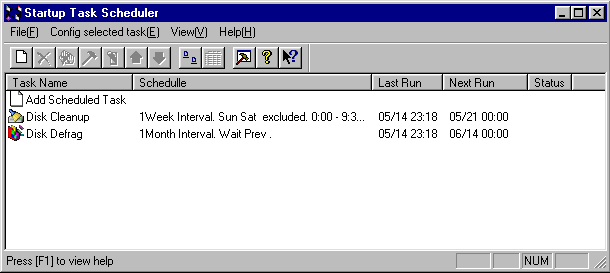 Startup Task Scheduler
File(F) Config selected task(E) View(V) Help(H)
Task Name Schedulle Last Run Next Run Status
Add Scheduled Task
Disk Cleanup 1Week Interval. Sun Sat excluded. 0:00 - 9:3... 05/14 23:18 05/21 00:00
Disk Defrag 1Month Interval. Wait Prev . 05/14 23:18 06/14 00:00
Press [F1] to view help NUM